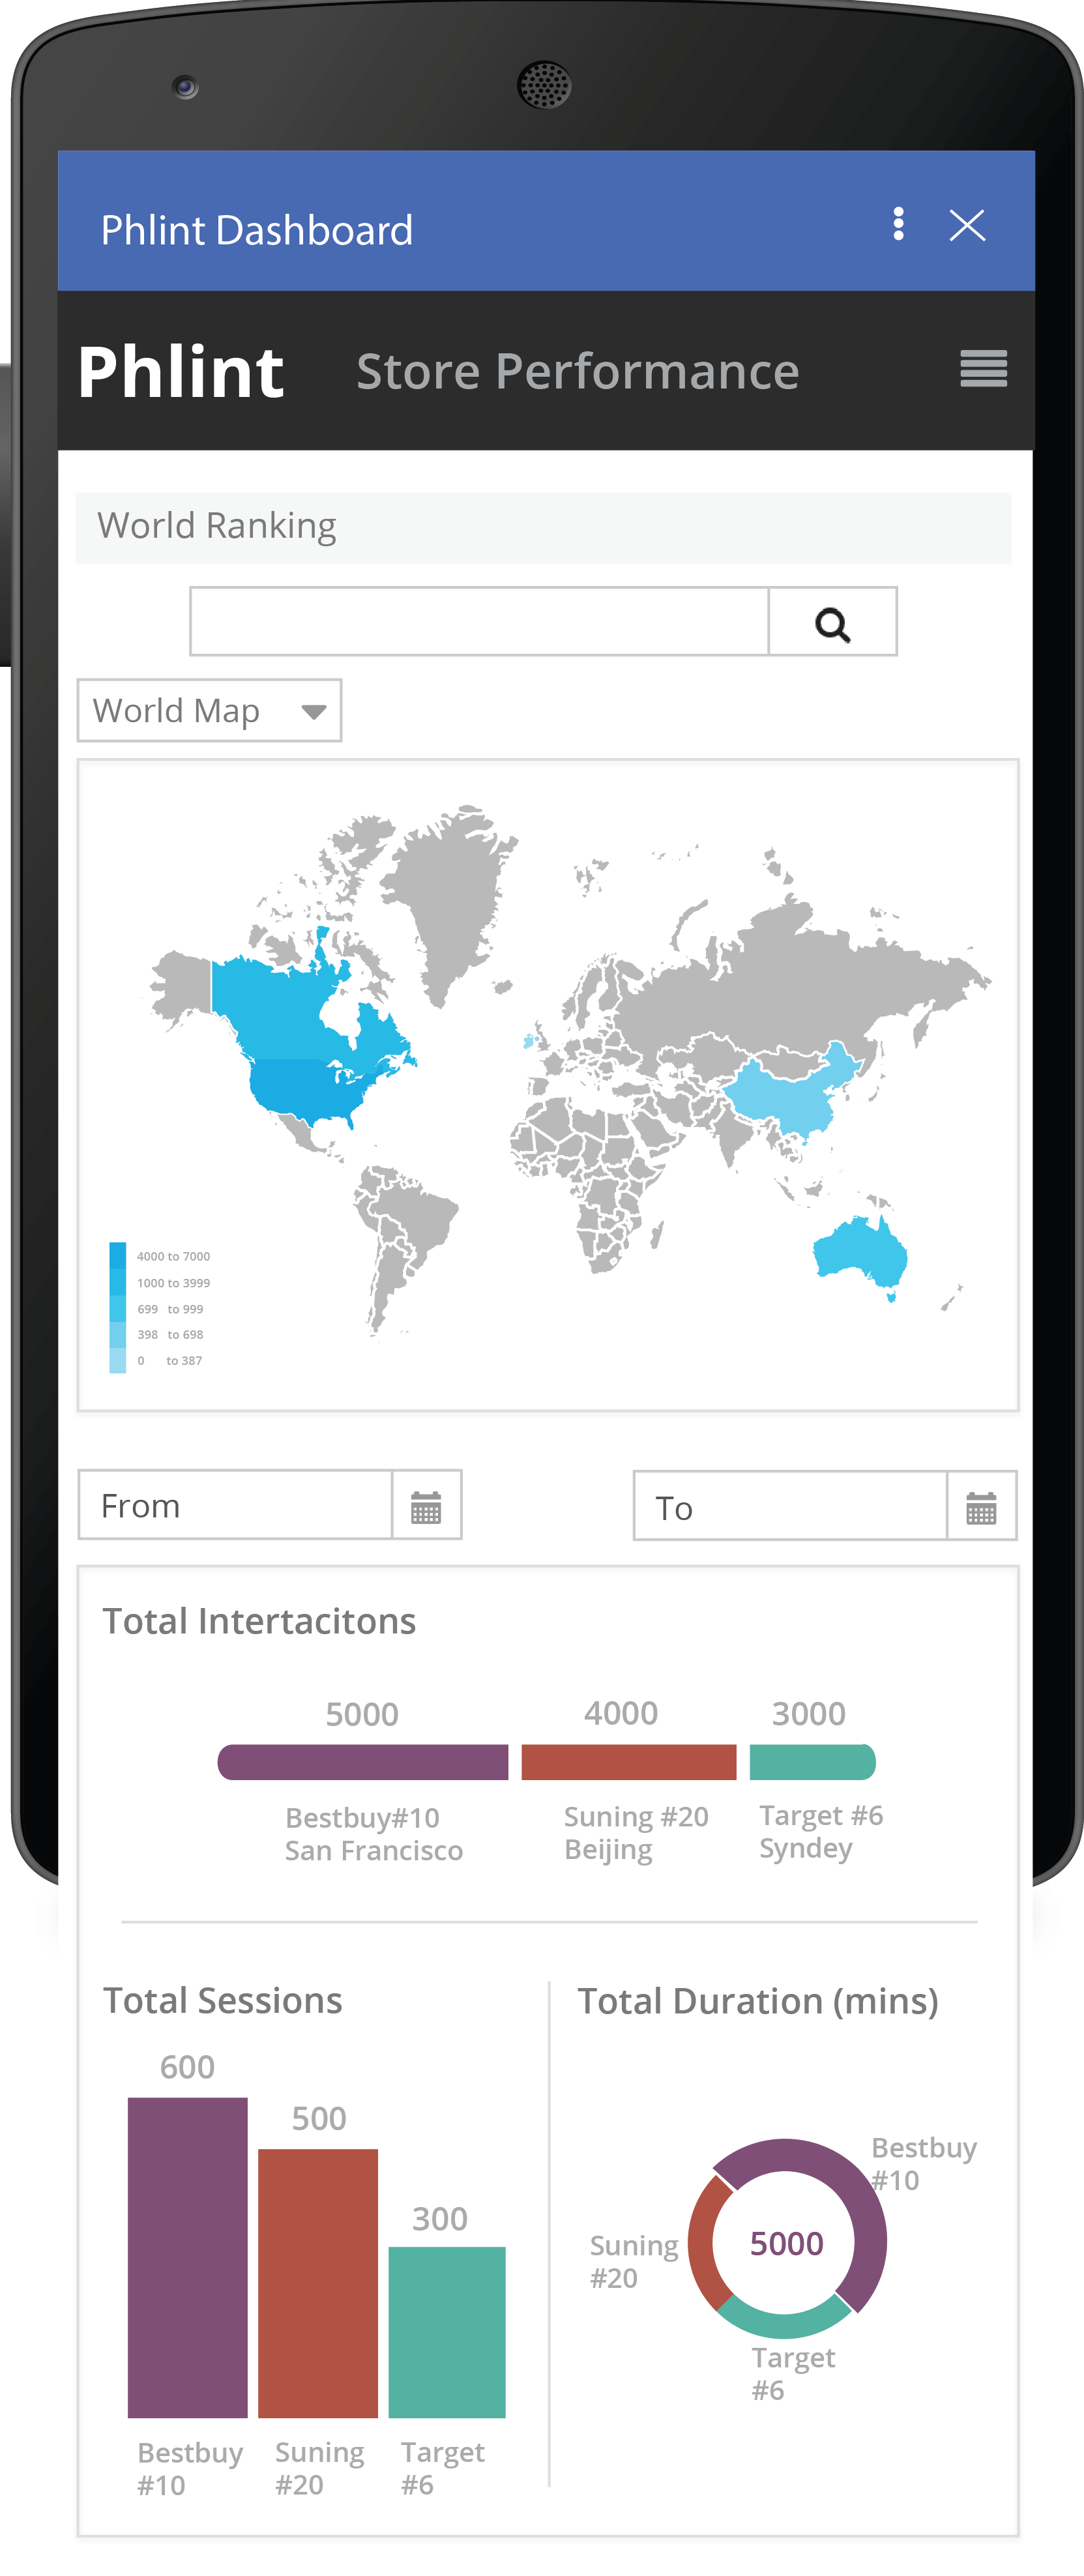 Phlint Dashboard
Phlint Store Performance
World Ranking
World Map
4000 to 7000
1000 to 3999
699 to 999
398 to 698
0 to 387
From
To
Total Intertacitons
5000
4000
3000
Bestbuy#10
San Francisco
Suning #20
Beijing
Target #6
Syndey
Total Sessions
600
500
300
Bestbuy
#10
Suning
#20
Target
#6
Total Duration (mins)
Bestbuy
#10
5000
Suning
#20
Target
#6